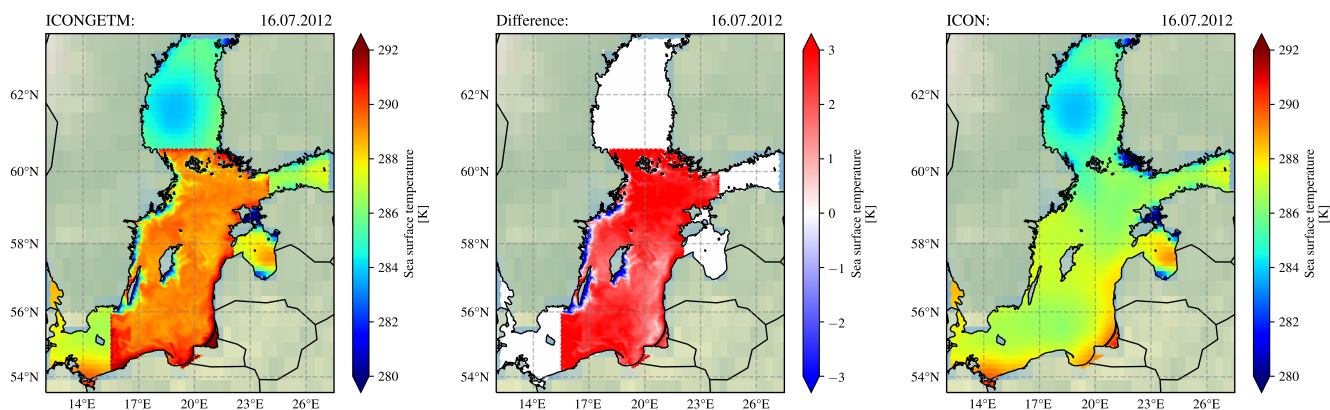 ICONGETM: 16.07.2012
62°N
60°N
58°N
56°N
54°N
14°E 17°E 20°E 23°E 26°E
292
290
288
286
284
282
280
Sea surface temperature
[K]
Difference: 16.07.2012
62°N
60°N
58°N
56°N
54°N
14°E 17°E 20°E 23°E 26°E
3
2
1
0
−1
−2
−3
Sea surface temperature
[K]
ICON: 16.07.2012
62°N
60°N
58°N
56°N
54°N
14°E 17°E 20°E 23°E 26°E
292
290
288
286
284
282
280
Sea surface temperature
[K]